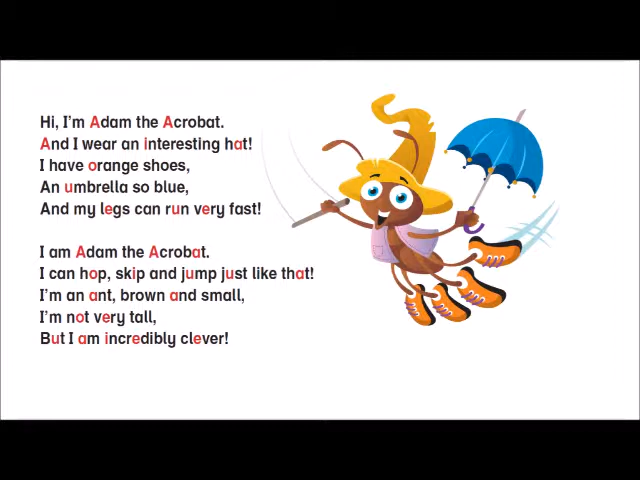 Hi, I'm Adam the Acrobat.
And I wear an interesting hat!
I have orange shoes,
An umbrella so blue,
And my legs can run very fast!
I am Adam the Acrobat.
I can hop, skip and jump just like that!
I'm an ant, brown and small,
I'm not very tall,
But I am incredibly clever!